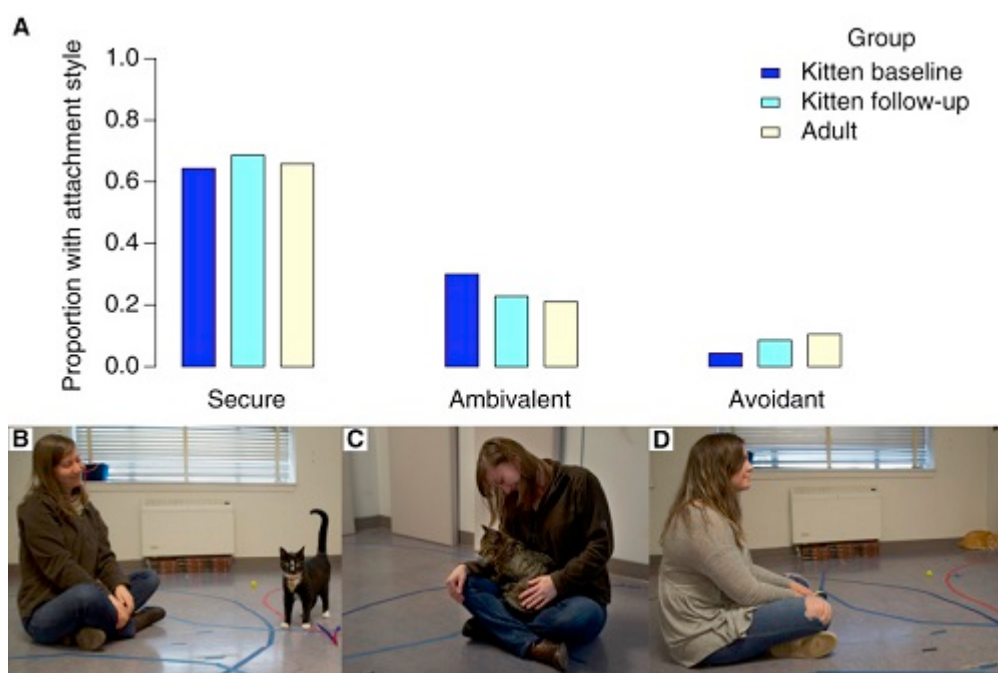 A
Proportion with attachment style
1.0
0.8
0.6
0.4
0.2
0.0
Secure
Ambivalent
Avoidant
Group
Kitten baseline
Kitten follow-up
Adult
B
C
D